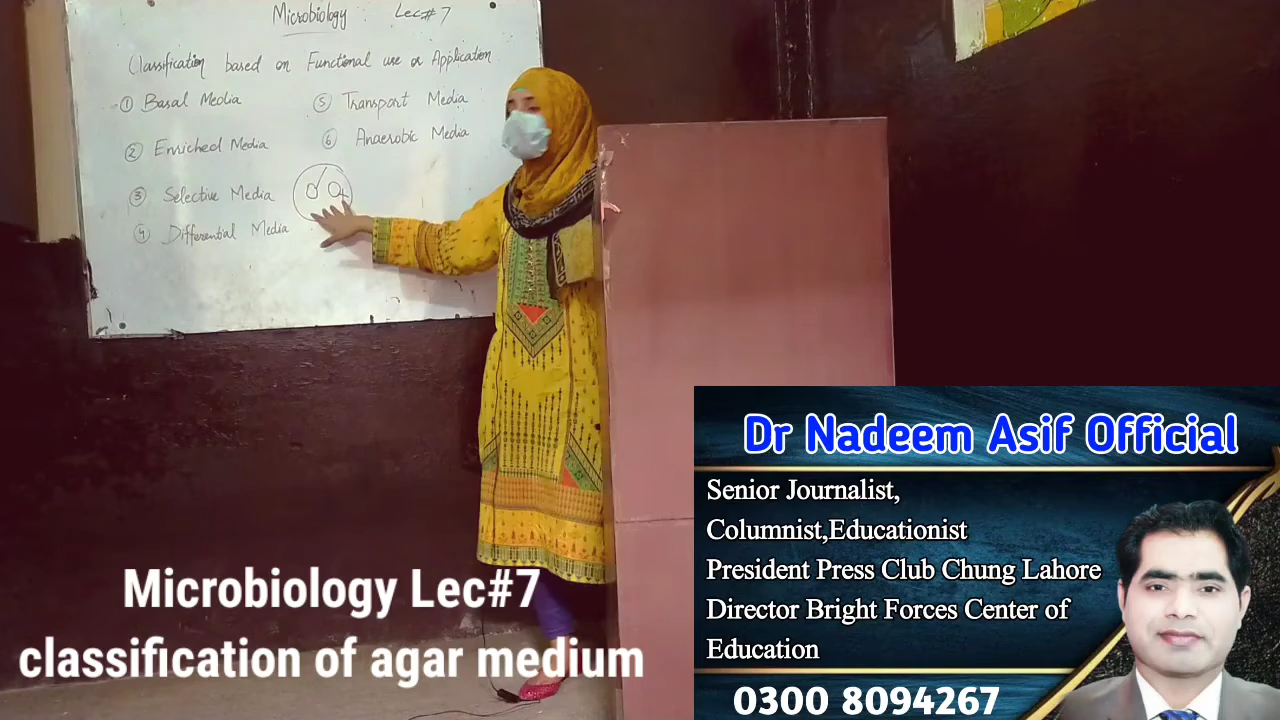 Microbiology Lec# 7
Classification based on Functional use or Application
① Basal Media
② Enriched Media
③ Selective Media
④ Differential Media
⑤ Transport Media
⑥ Anaerobic Media
Microbiology Lec#7
classification of agar medium
Dr Nadeem Asif Official
Senior Journalist,
Columnist,Educationist
President Press Club Chung Lahore
Director Bright Forces Center of
Education
0300 8094267